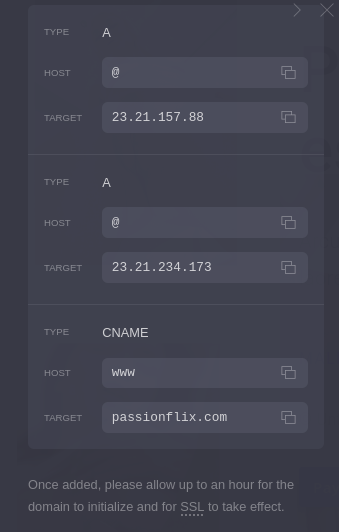 TYPE A
HOST @
TARGET 23.21.157.88
TYPE A
HOST @
TARGET 23.21.234.173
TYPE CNAME
HOST www
TARGET passionflix.com
Once added, please allow up to an hour for the
domain to initialize and for SSL to take effect.